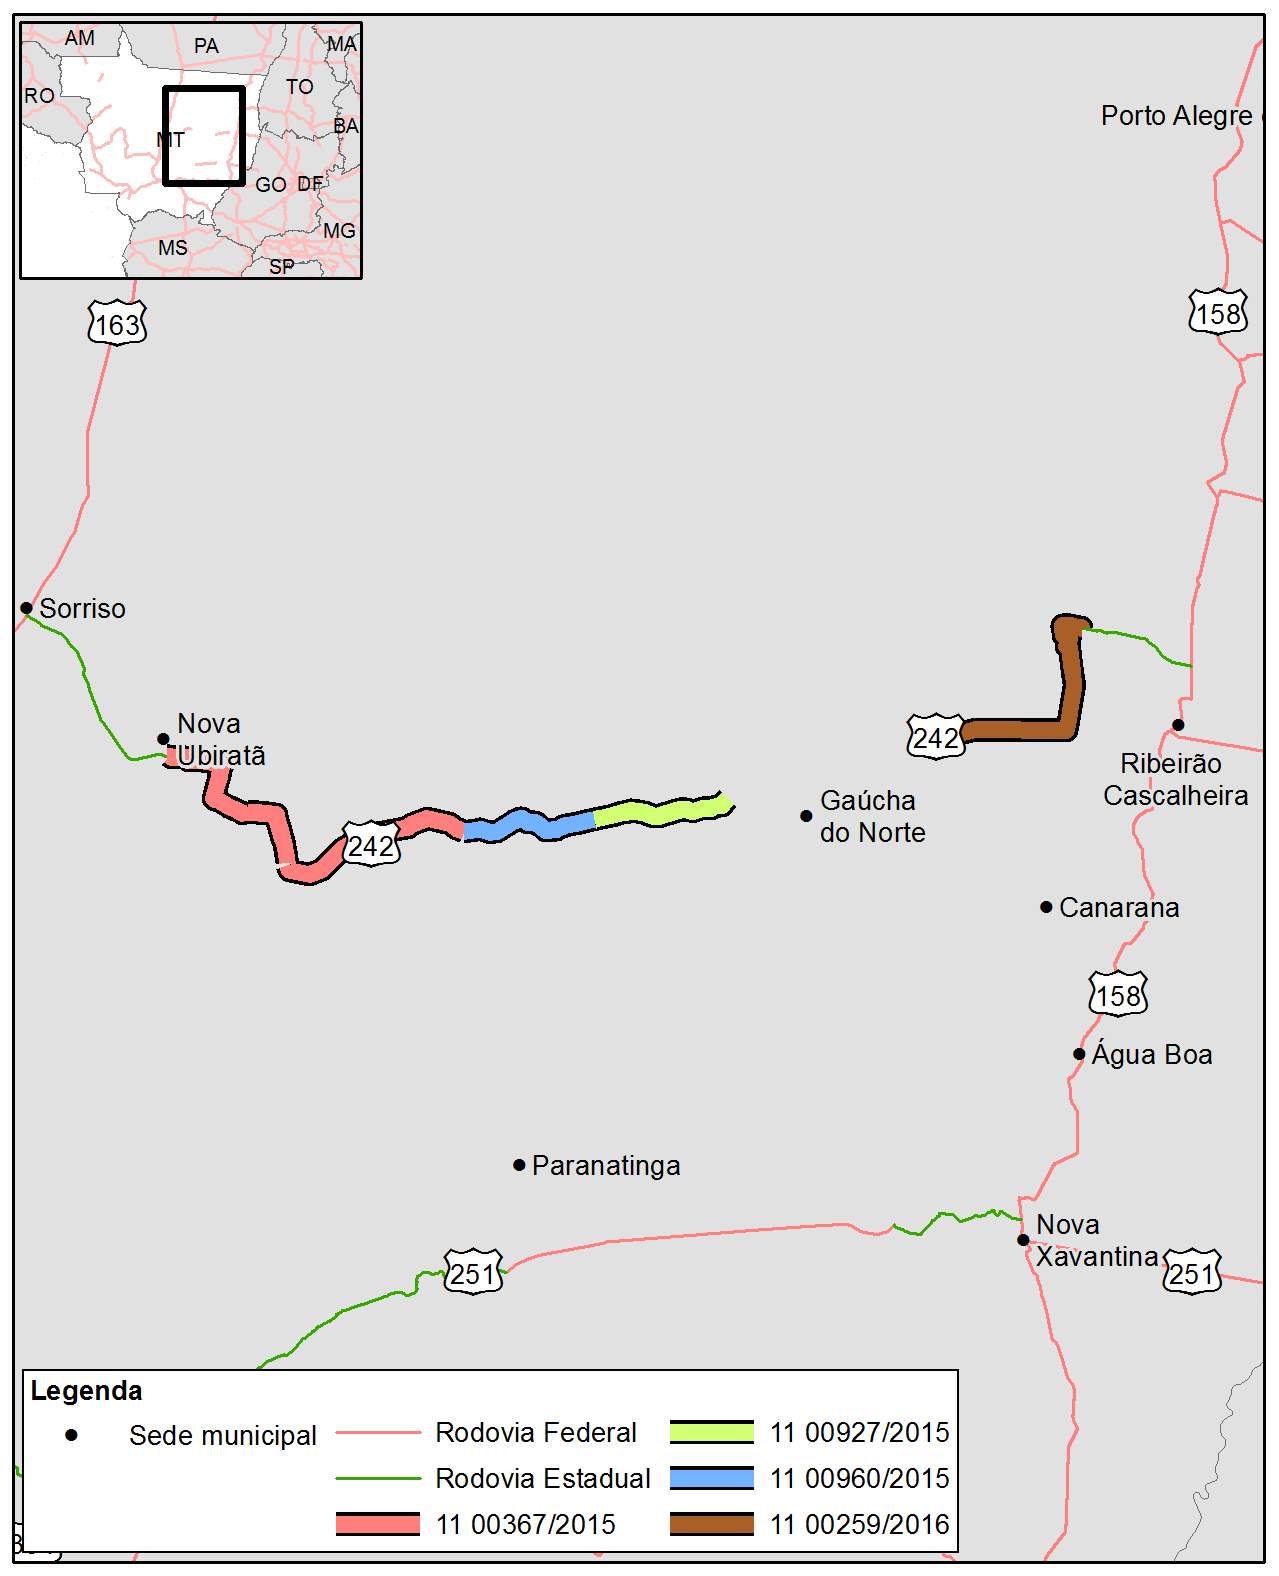 AM
PA
MA
RO
TO
MT
BA
GO
DF
MG
MS
SP
Porto Alegre
163
158
Sorriso
Nova
Ubiratã
242
Ribeirão
Cascalheira
Gaúcha
do Norte
242
Canarana
158
Água Boa
Paranatinga
Nova
Xavantina
251
251
Legenda
Sede municipal
Rodovia Federal
Rodovia Estadual
11 00367/2015
11 00927/2015
11 00960/2015
11 00259/2016